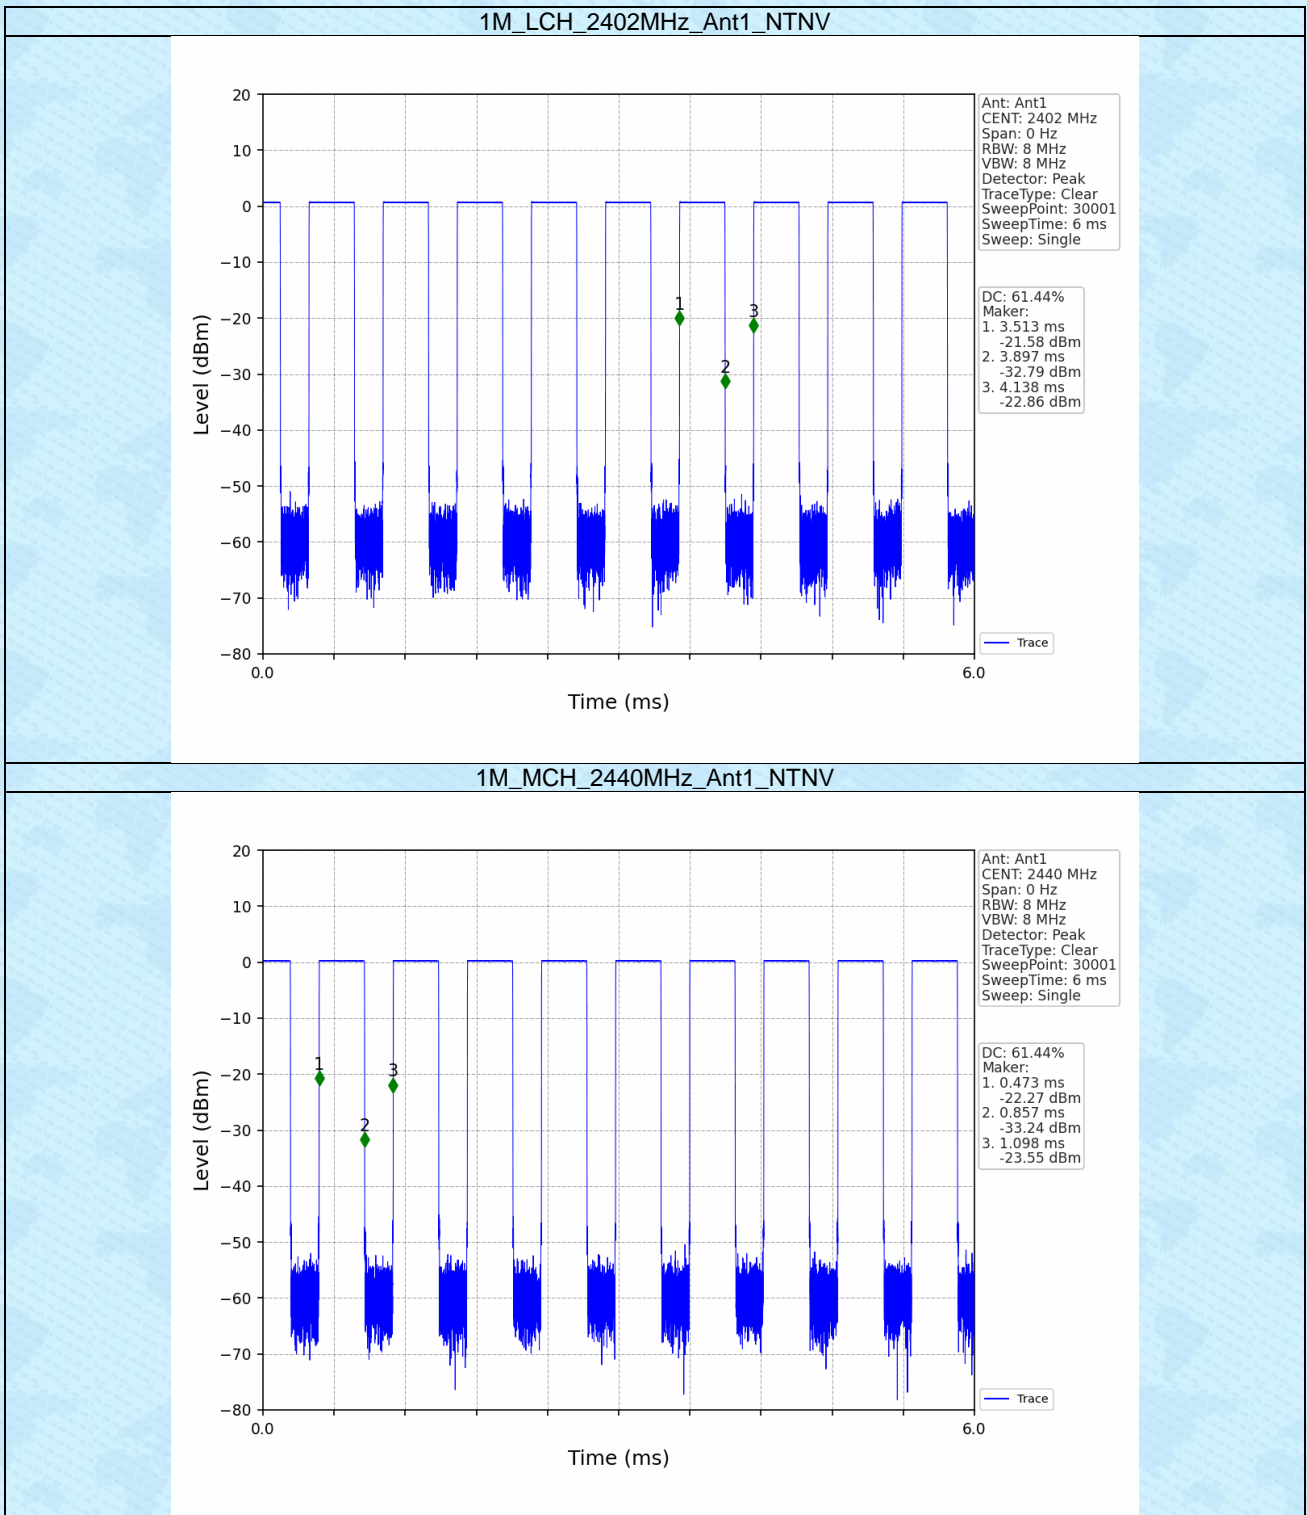 1M_LCH_2402MHz_Ant1_NTNV
20
10
0
−10
−20
−30
−40
−50
−60
−70
−80
Level (dBm)
1
2
3
0.0
6.0
Time (ms)
Ant: Ant1
CENT: 2402 MHz
Span: 0 Hz
RBW: 8 MHz
VBW: 8 MHz
Detector: Peak
TraceType: Clear
SweepPoint: 30001
SweepTime: 6 ms
Sweep: Single
DC: 61.44%
Maker:
1. 3.513 ms
-21.58 dBm
2. 3.897 ms
-32.79 dBm
3. 4.138 ms
-22.86 dBm
Trace
1M_MCH_2440MHz_Ant1_NTNV
20
10
0
−10
−20
−30
−40
−50
−60
−70
−80
Level (dBm)
1
2
3
0.0
6.0
Time (ms)
Ant: Ant1
CENT: 2440 MHz
Span: 0 Hz
RBW: 8 MHz
VBW: 8 MHz
Detector: Peak
TraceType: Clear
SweepPoint: 30001
SweepTime: 6 ms
Sweep: Single
DC: 61.44%
Maker:
1. 0.473 ms
-22.27 dBm
2. 0.857 ms
-33.24 dBm
3. 1.098 ms
-23.55 dBm
Trace